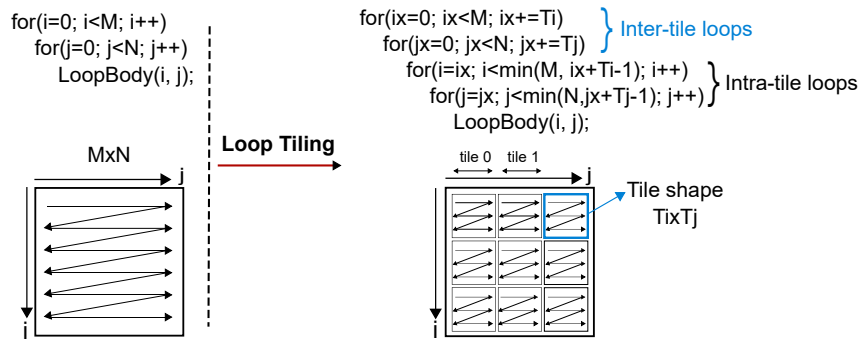 for(i=0; i<M; i++)
for(j=0; j<N; j++)
LoopBody(i, j);
MxN
j
i
Loop Tiling
for(ix=0; ix<M; ix+=Ti)
for(jx=0; jx<N; jx+=Tj)
Inter-tile loops
for(i=ix; i<min(M, ix+Ti-1); i++)
for(j=jx; j<min(N,jx+Tj-1); j++)
Intra-tile loops
LoopBody(i, j);
tile 0 tile 1
j
Tile shape
TixTj
i